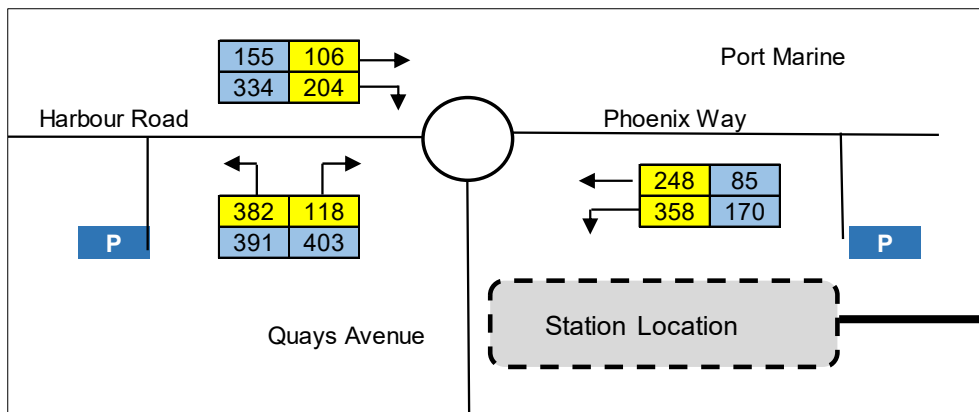 155 106
Port Marine
334 204
Harbour Road
Phoenix Way
248 85
382 118
358 170
391 403
P
P
Station Location
Quays Avenue